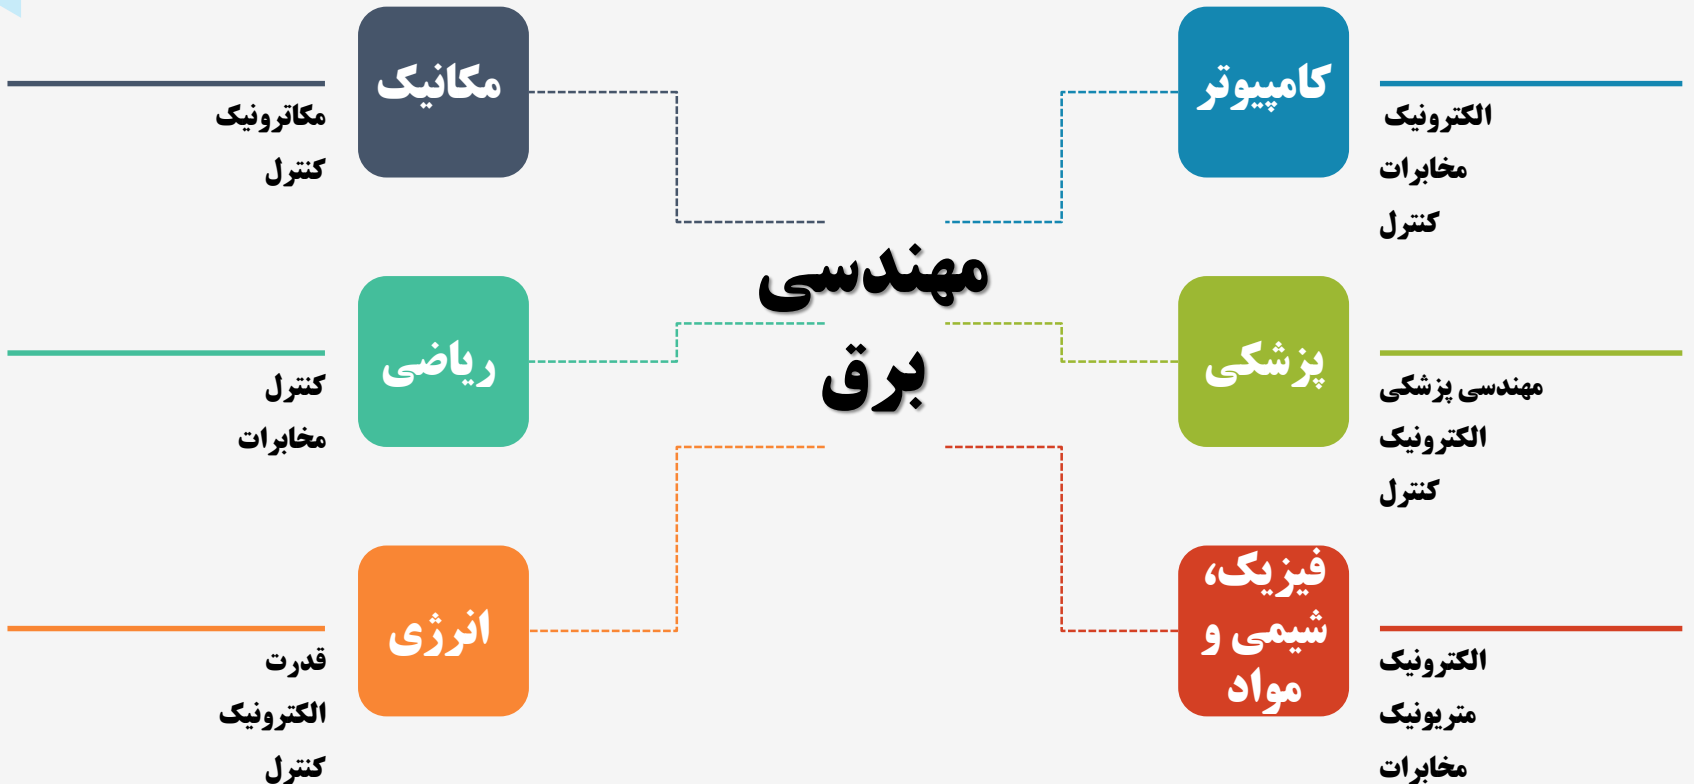 مهندسی
برق
کامپیوتر
الکترونیک
مخابرات
کنترل
پزشکی
مهندسی پزشکی
الکترونیک
کنترل
فیزیک،
شیمی و
مواد
الکترونیک
متریونیک
مخابرات
مکانیک
مکاترونیک
کنترل
ریاضی
کنترل
مخابرات
انرژی
قدرت
الکترونیک
کنترل